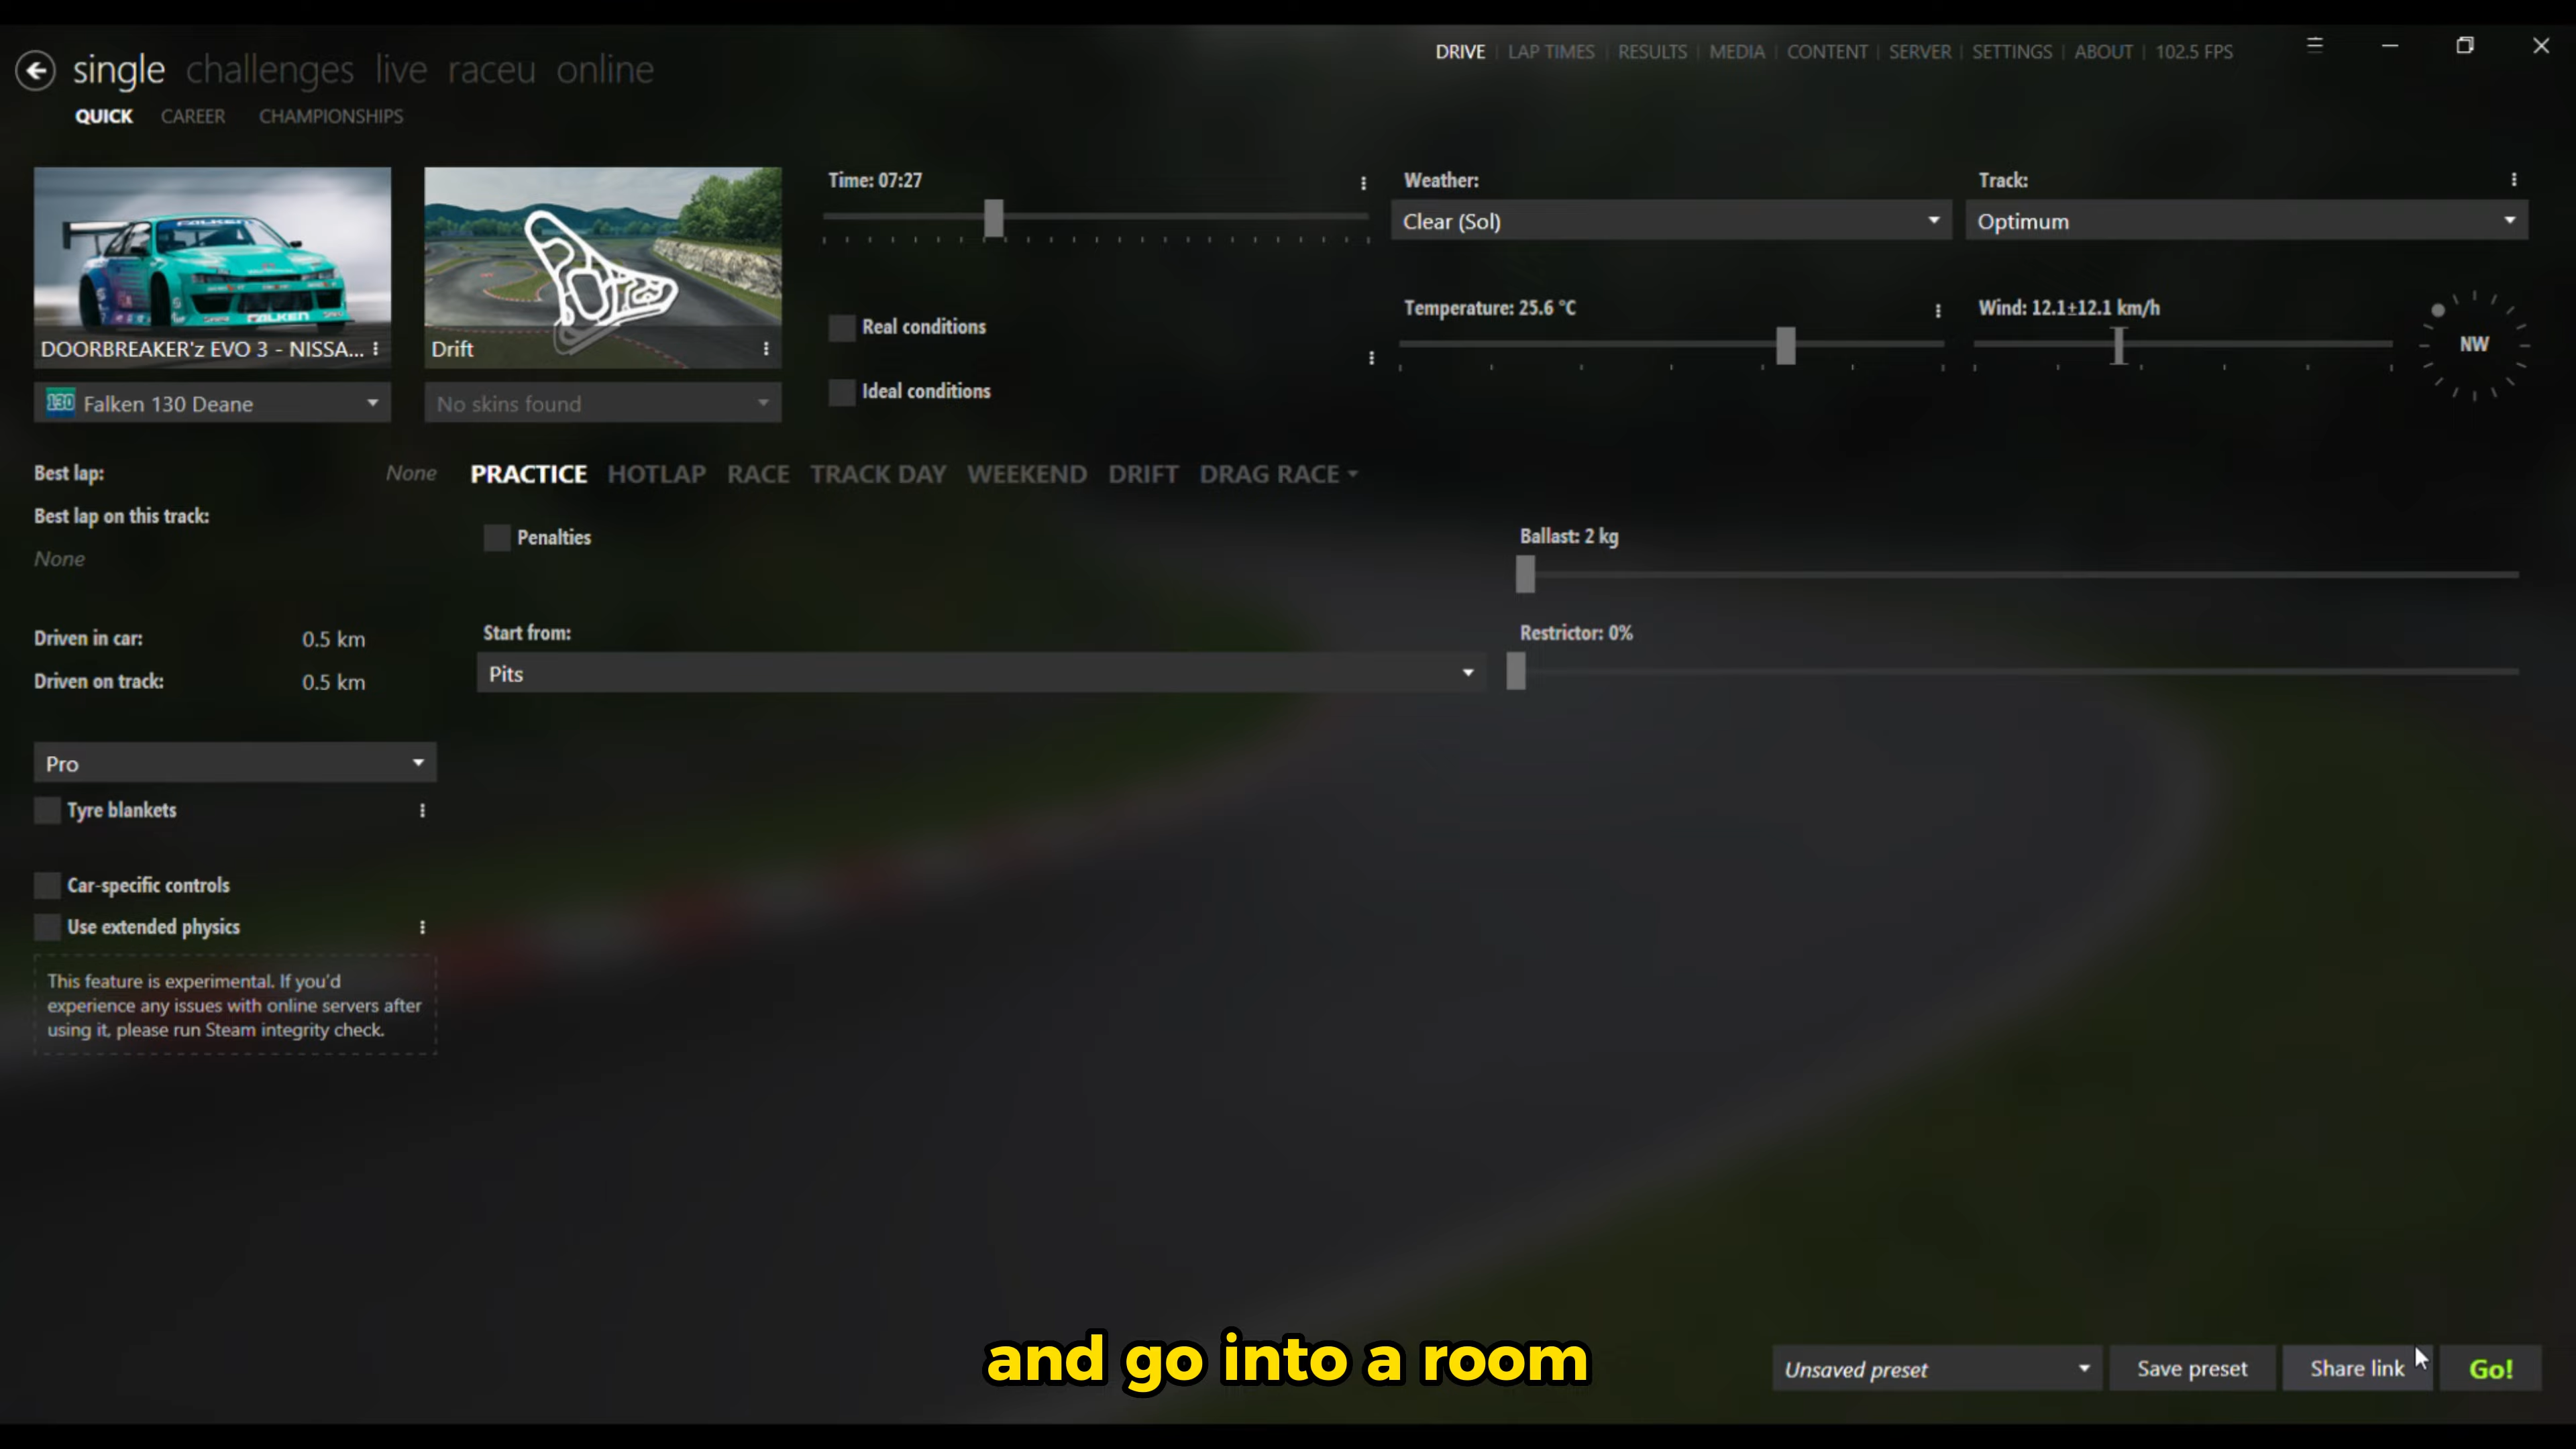 single challenges live raceu online
DRIVE LAP TIMES RESULTS MEDIA CONTENT SERVER SETTINGS ABOUT 102.5 FPS
QUICK CAREER CHAMPIONSHIPS
FALKEN
FALKEN
DOORBREAKER'z EVO 3 - NISSA...
Drift
130 Falken 130 Deane
No skins found
Time: 07:27
Real conditions
Ideal conditions
Weather:
Clear (Sol)
Temperature: 25.6 °C
Track:
Optimum
Wind: 12.1±12.1 km/h
NW
Best lap: None
Best lap on this track:
None
Driven in car: 0.5 km
Driven on track: 0.5 km
Pro
Tyre blankets
Car-specific controls
Use extended physics
This feature is experimental. If you'd
experience any issues with online servers after
using it, please run Steam integrity check.
PRACTICE HOTLAP RACE TRACK DAY WEEKEND DRIFT DRAG RACE
Penalties
Start from:
Pits
Ballast: 2 kg
Restrictor: 0%
and go into a room
Unsaved preset Save preset Share link Go!